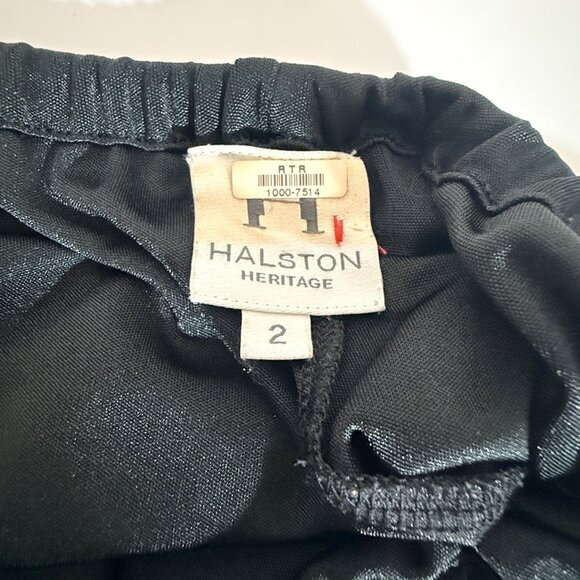 RTR
1000-7514
H
HALSTON
HERITAGE
2